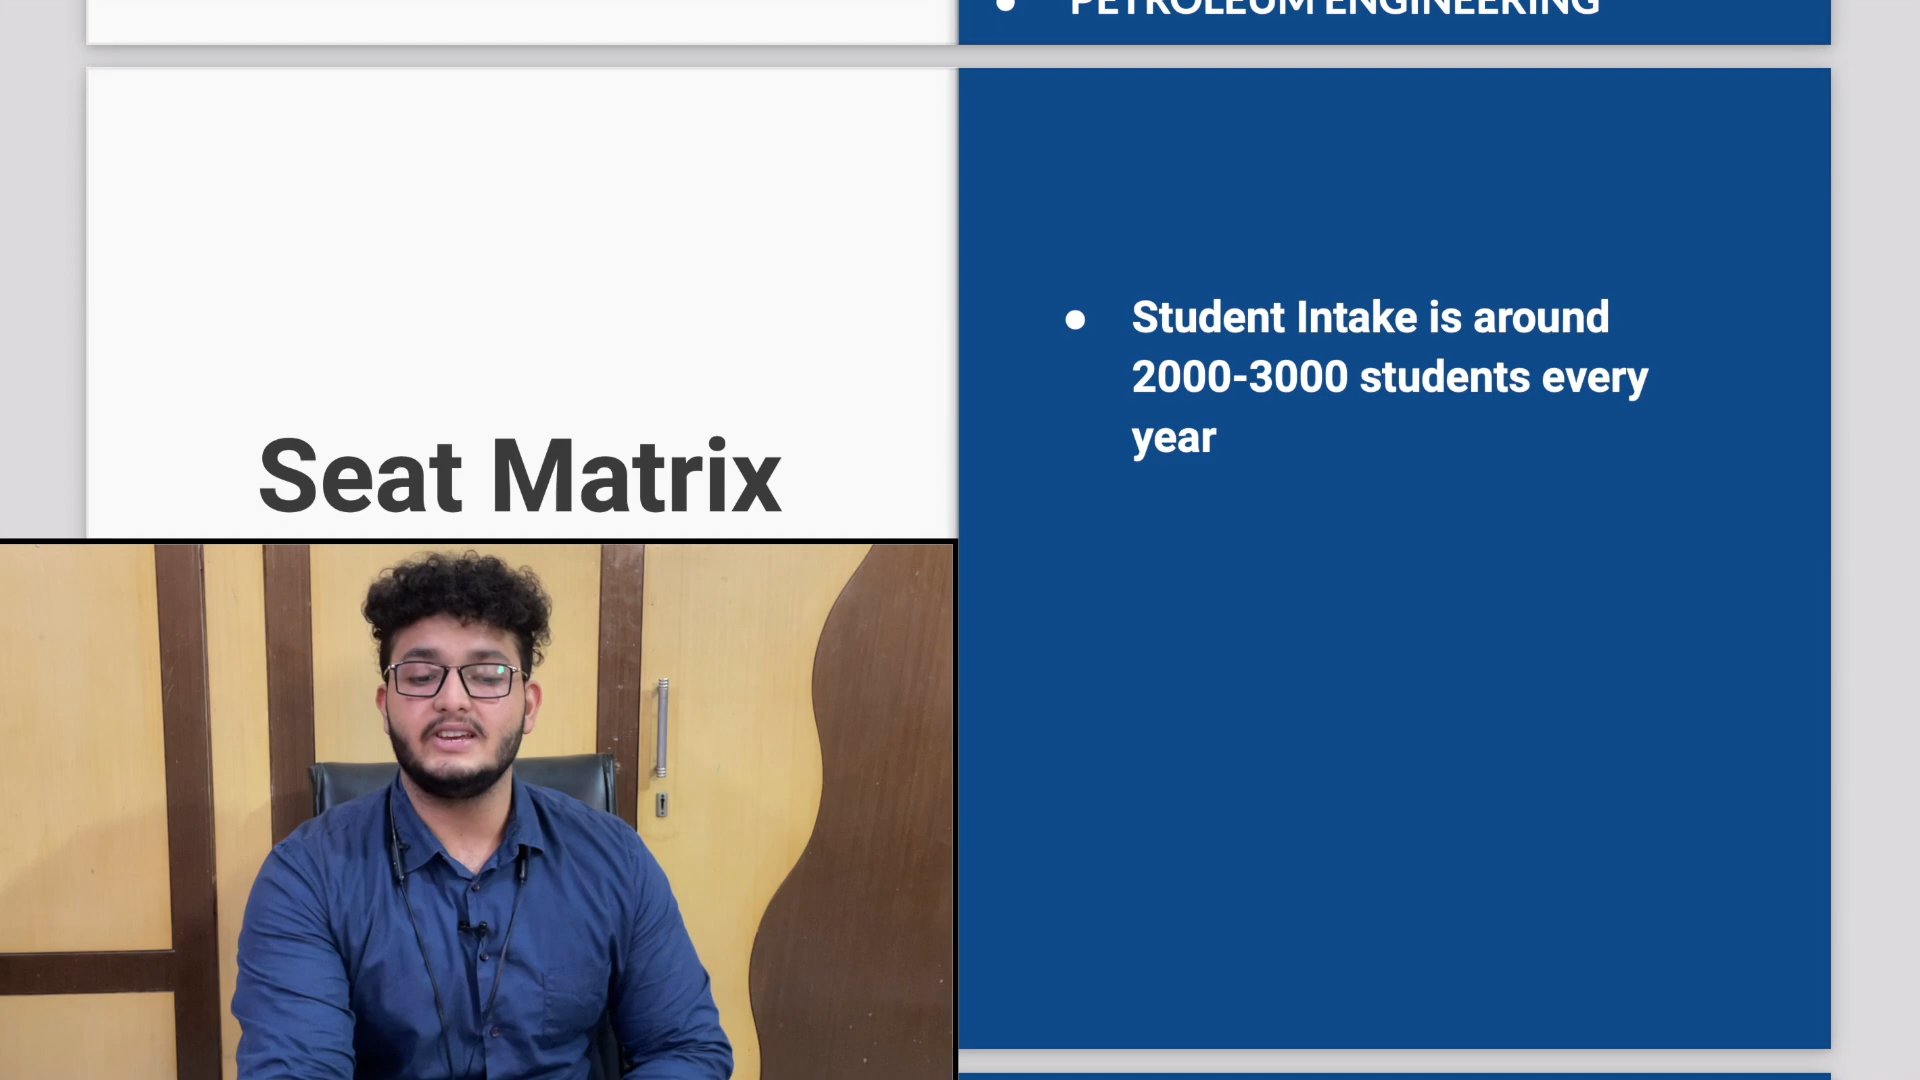 ● PETROLEUM ENGINEERING
Seat Matrix
● Student Intake is around
2000-3000 students every
year